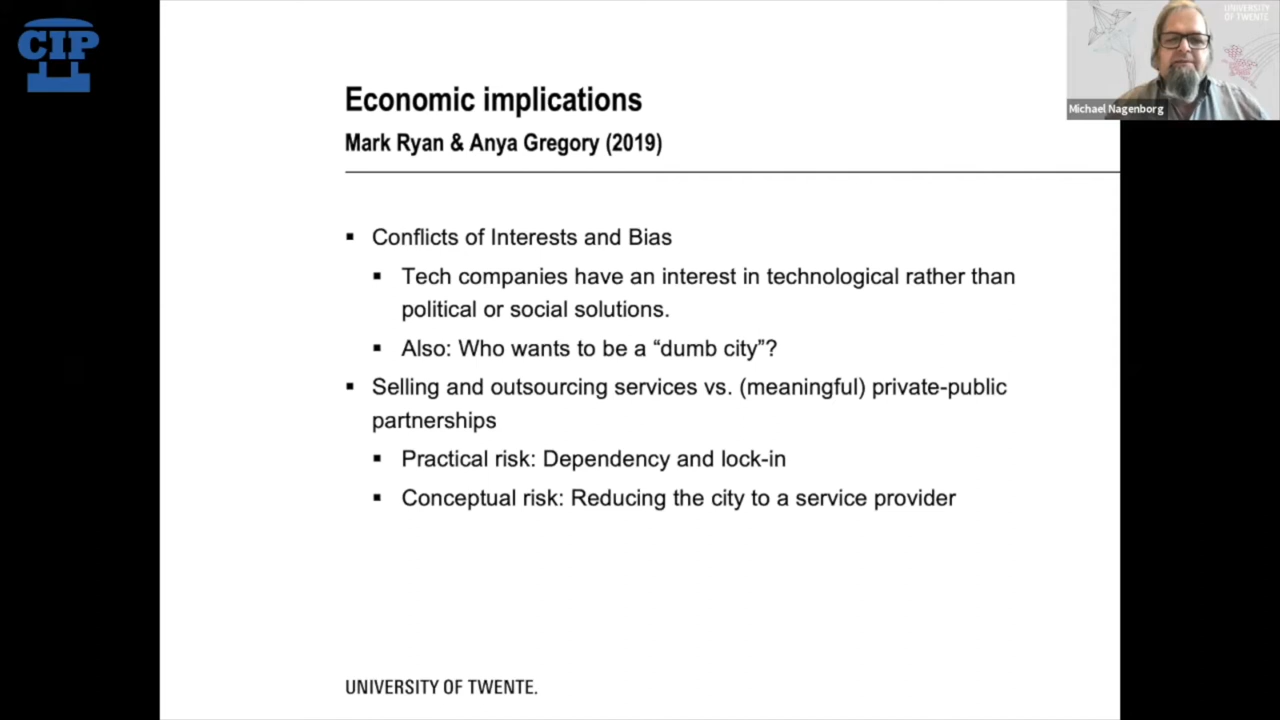 CIP
UNIVERSITY
OF TWENTE
Michael Nagenborg
Economic implications
Mark Ryan & Anya Gregory (2019)
▪ Conflicts of Interests and Bias
▪ Tech companies have an interest in technological rather than
political or social solutions.
▪ Also: Who wants to be a “dumb city”?
▪ Selling and outsourcing services vs. (meaningful) private-public
partnerships
▪ Practical risk: Dependency and lock-in
▪ Conceptual risk: Reducing the city to a service provider
UNIVERSITY OF TWENTE.